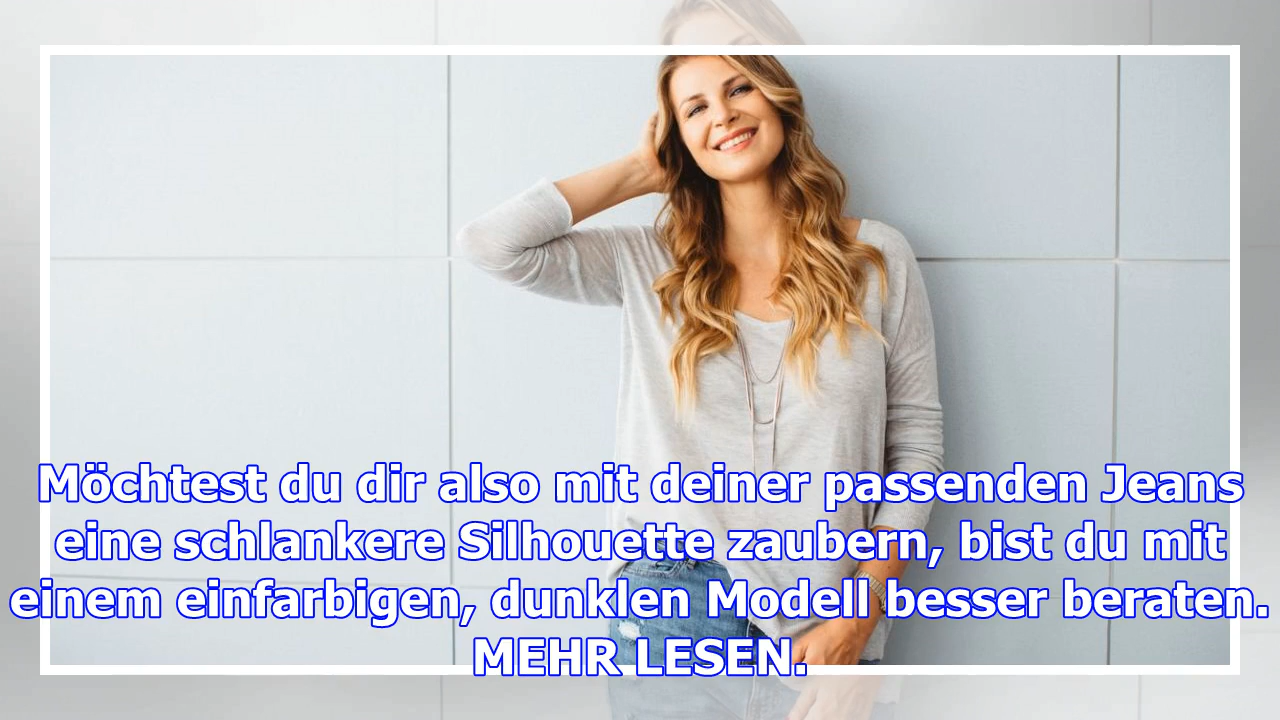 Möchtest du dir also mit deiner passenden Jeans
eine schlankere Silhouette zaubern, bist du mit
einem einfarbigen, dunklen Modell besser beraten.
MEHR LESEN.